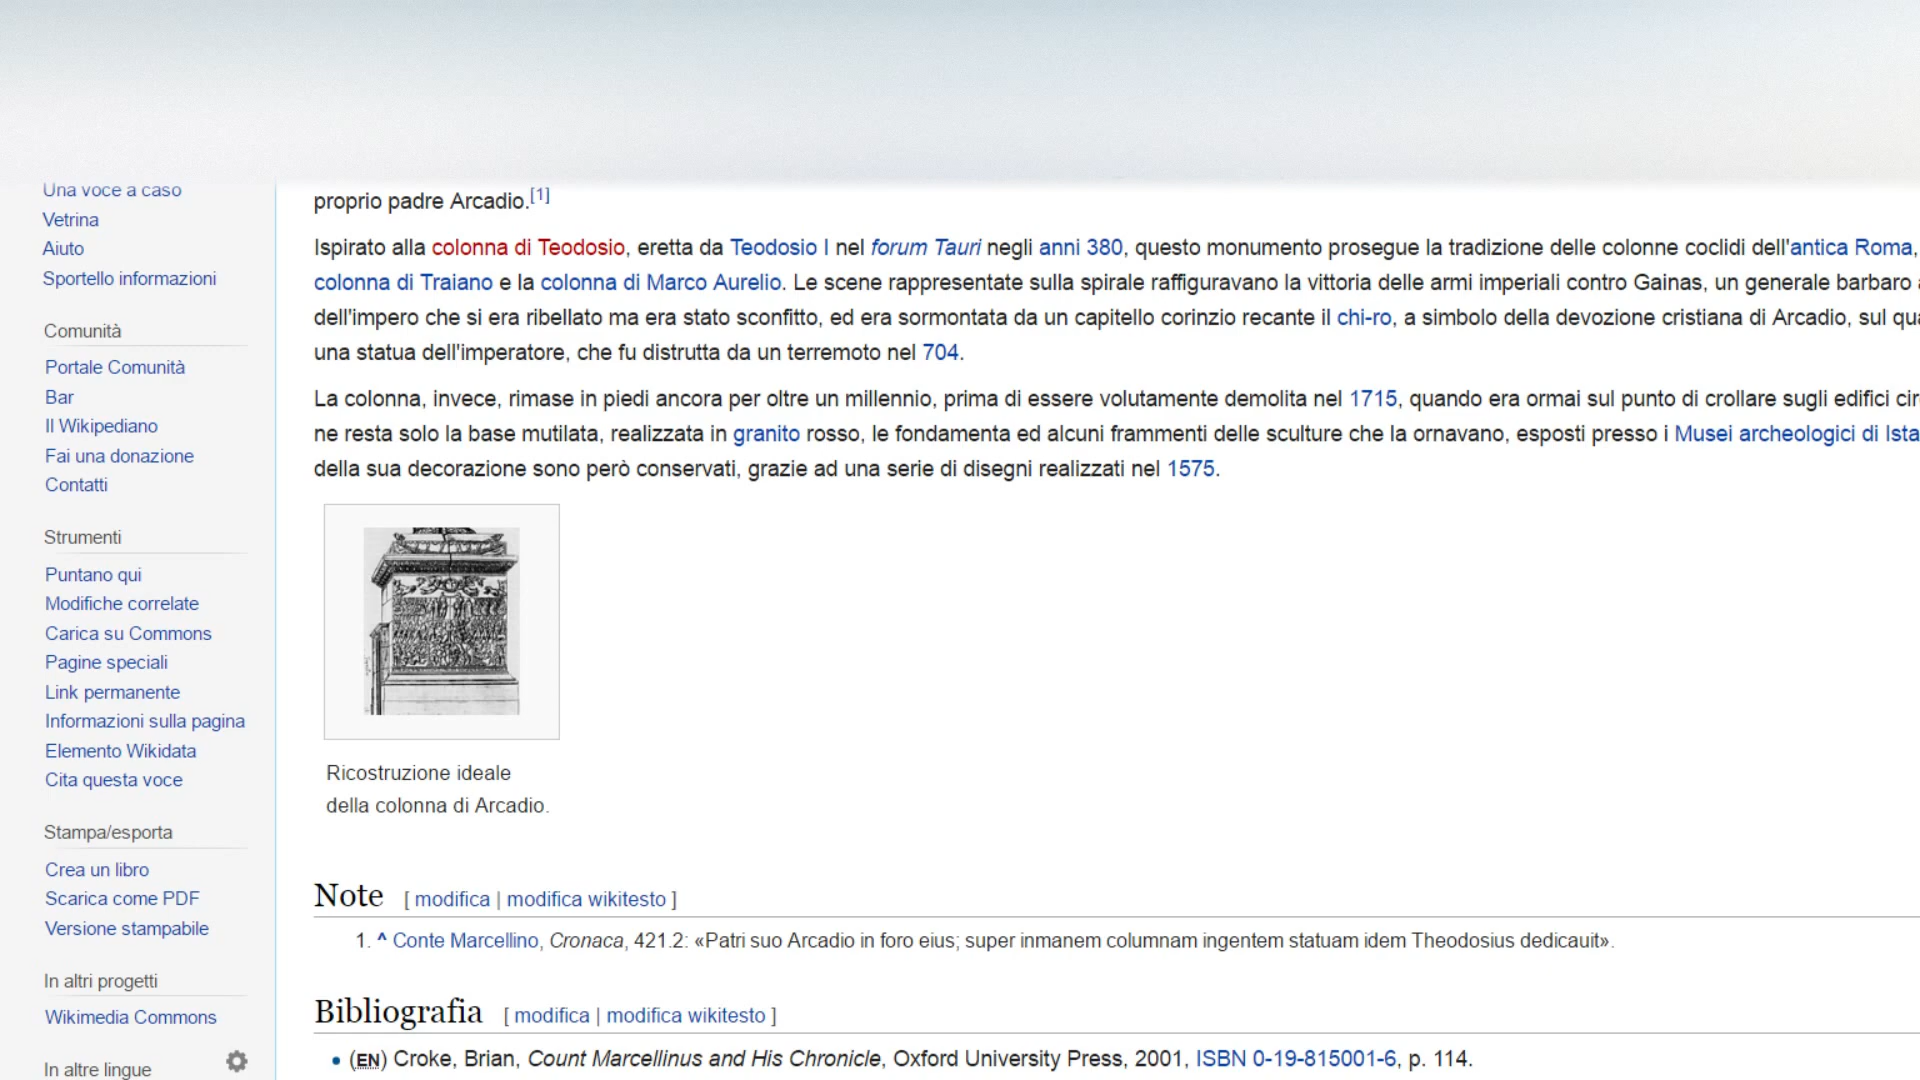 Una voce a caso
Vetrina
Aiuto
Sportello informazioni
Comunità
Portale Comunità
Bar
Il Wikipediano
Fai una donazione
Contatti
Strumenti
Puntano qui
Modifiche correlate
Carica su Commons
Pagine speciali
Link permanente
Informazioni sulla pagina
Elemento Wikidata
Cita questa voce
Stampa/esporta
Crea un libro
Scarica come PDF
Versione stampabile
In altri progetti
Wikimedia Commons
In altre lingue
proprio padre Arcadio.[1]
Ispirato alla colonna di Teodosio, eretta da Teodosio I nel forum Tauri negli anni 380, questo monumento prosegue la tradizione delle colonne coclidi dell'antica Roma,
colonna di Traiano e la colonna di Marco Aurelio. Le scene rappresentate sulla spirale raffiguravano la vittoria delle armi imperiali contro Gainas, un generale barbaro
dell'impero che si era ribellato ma era stato sconfitto, ed era sormontata da un capitello corinzio recante il chi-ro, a simbolo della devozione cristiana di Arcadio, sul
una statua dell'imperatore, che fu distrutta da un terremoto nel 704.
La colonna, invece, rimase in piedi ancora per oltre un millennio, prima di essere volutamente demolita nel 1715, quando era ormai sul punto di crollare sugli edifici
ne resta solo la base mutilata, realizzata in granito rosso, le fondamenta ed alcuni frammenti delle sculture che la ornavano, esposti presso i Musei archeologici di
della sua decorazione sono però conservati, grazie ad una serie di disegni realizzati nel 1575.
Ricostruzione ideale
della colonna di Arcadio.
Note [ modifica | modifica wikitesto ]
1. ^ Conte Marcellino, Cronaca, 421.2: «Patri suo Arcadio in foro eius; super inmanem columnam ingentem statuam idem Theodosius dedicauit».
Bibliografia [ modifica | modifica wikitesto ]
• (EN) Croke, Brian, Count Marcellinus and His Chronicle, Oxford University Press, 2001, ISBN 0-19-815001-6, p. 114.